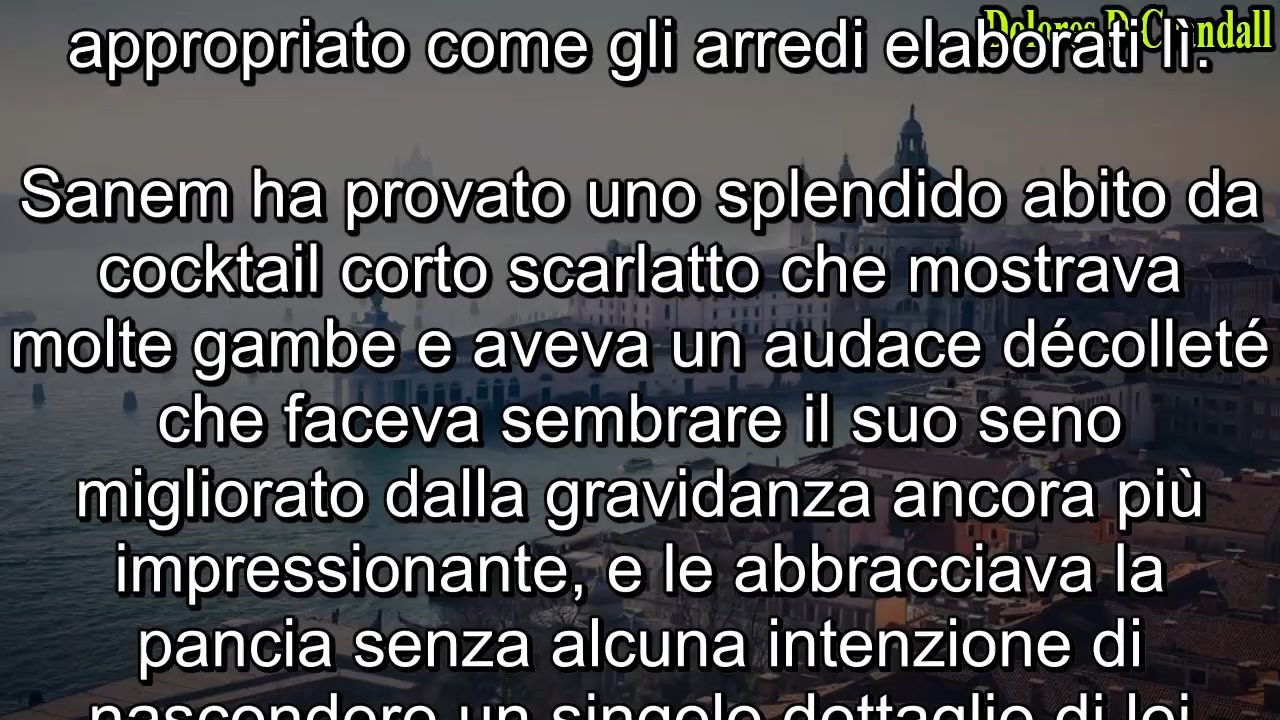 appropriato come gli arredi elaborati lì.
Sanem ha provato uno splendido abito da
cocktail corto scarlatto che mostrava
molte gambe e aveva un audace décolleté
che faceva sembrare il suo seno
migliorato dalla gravidanza ancora più
impressionante, e le abbracciava la
pancia senza alcuna intenzione di
nascondere un singolo dettaglio di lei